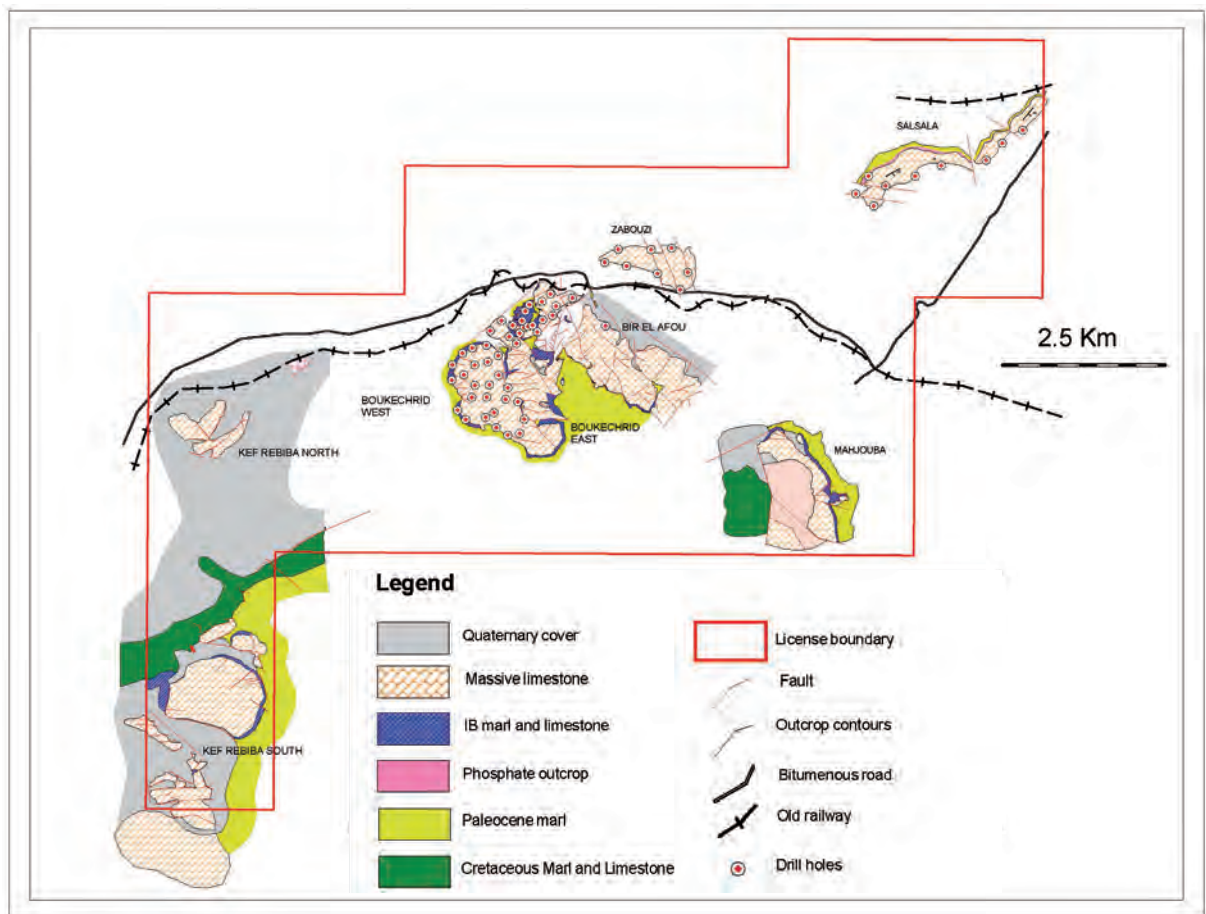 SALSALA
ZABOUZI
BIR EL AFOU
2.5 Km
BOUKECHRID
WEST
BOUKECHRID
EAST
KEF REBIBA NORTH
MAHJOUBA
KEF REBIBA SOUTH
Legend
Quaternary cover
Massive limestone
IB marl and limestone
Phosphate outcrop
Paleocene marl
Cretaceous Marl and Limestone
License boundary
Fault
Outcrop contours
Bitumenous road
Old railway
Drill holes